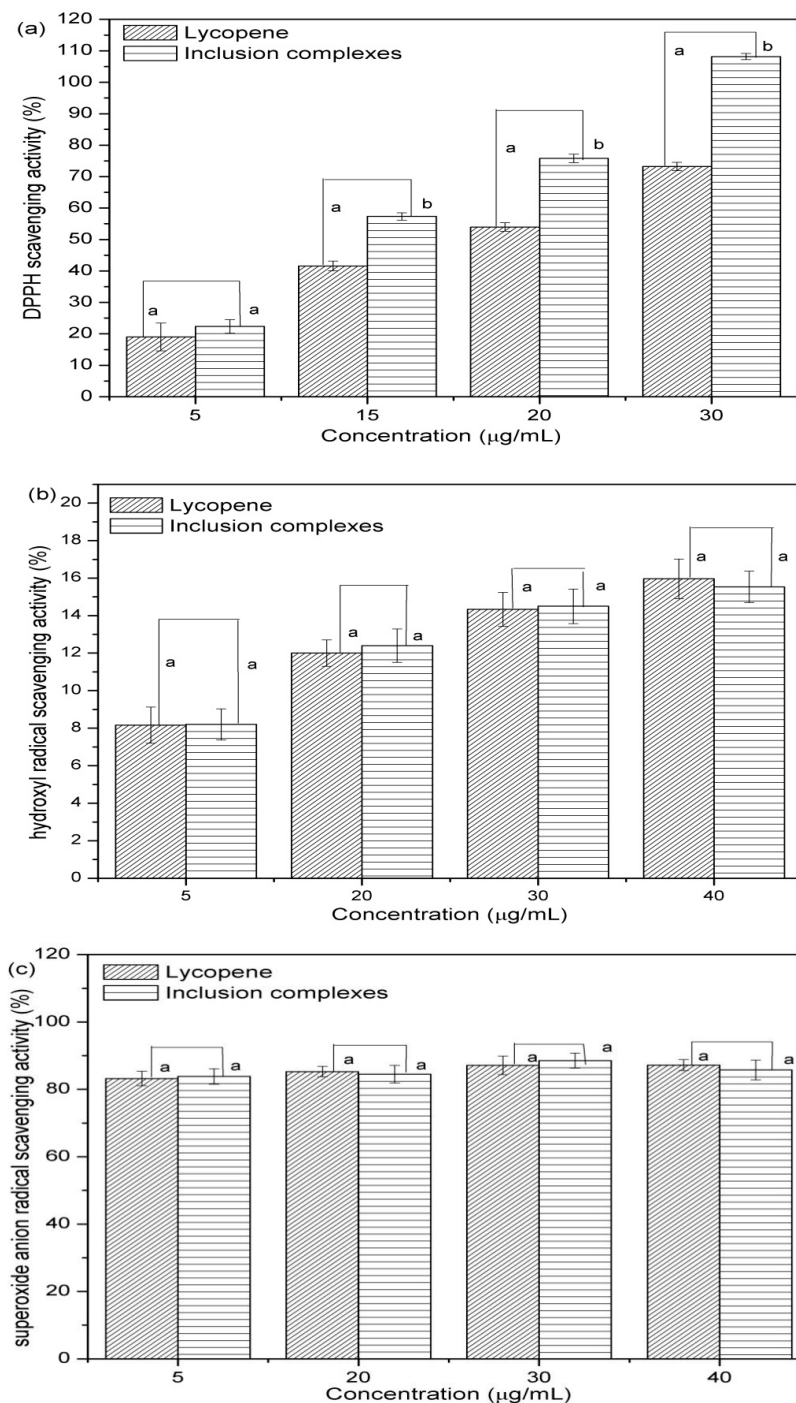 (a)
Lycopene
Inclusion complexes
DPPH scavenging activity (%)
120
110
100
90
80
70
60
50
40
30
20
10
0
a a
a b
a b
a b
5 15 20 30
Concentration (μg/mL)
(b)
Lycopene
Inclusion complexes
hydroxyl radical scavenging activity (%)
20
18
16
14
12
10
8
6
4
2
0
a a
a a
a a
a a
5 20 30 40
Concentration (μg/mL)
(c)
Lycopene
Inclusion complexes
superoxide anion radical scavenging activity (%)
120
100
80
60
40
20
0
a a a a a a a a
5 20 30 40
Concentration (μg/mL)